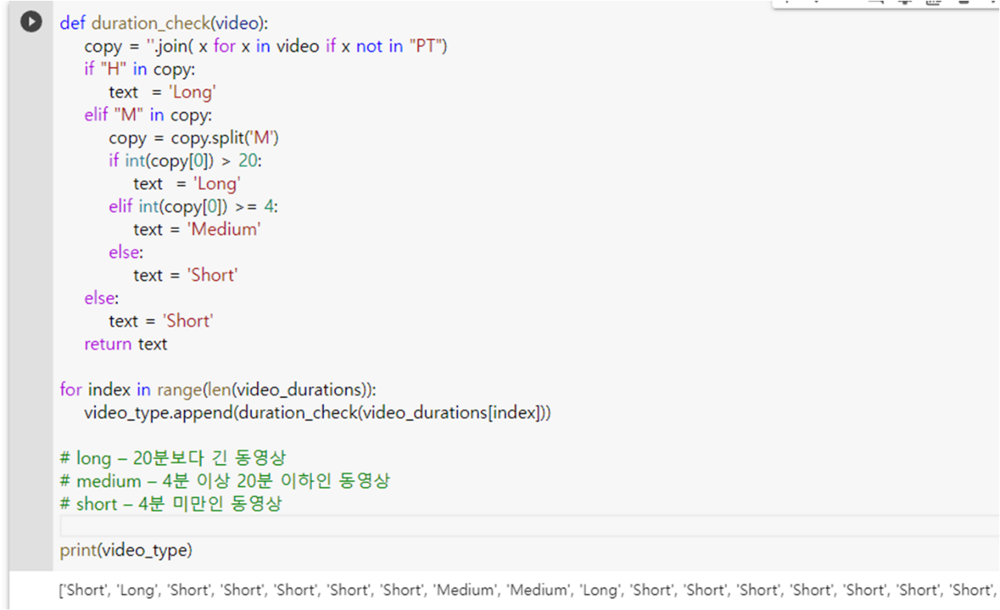 def duration_check(video):
    copy = ''.join( x for x in video if x not in "PT")
    if "H" in copy:
        text  = 'Long'
    elif "M" in copy:
        copy = copy.split('M')
        if int(copy[0]) > 20:
            text  = 'Long'
        elif int(copy[0]) >= 4:
            text = 'Medium'
        else:
            text = 'Short'
    else:
        text = 'Short'
    return text
for index in range(len(video_durations)):
    video_type.append(duration_check(video_durations[index]))
# long – 20분보다 긴 동영상
# medium – 4분 이상 20분 이하인 동영상
# short – 4분 미만인 동영상
print(video_type)
['Short', 'Long', 'Short', 'Short', 'Short', 'Short', 'Short', 'Medium', 'Medium', 'Long', 'Short', 'Short', 'Short', 'Short', 'Short', 'Short', 'Short',